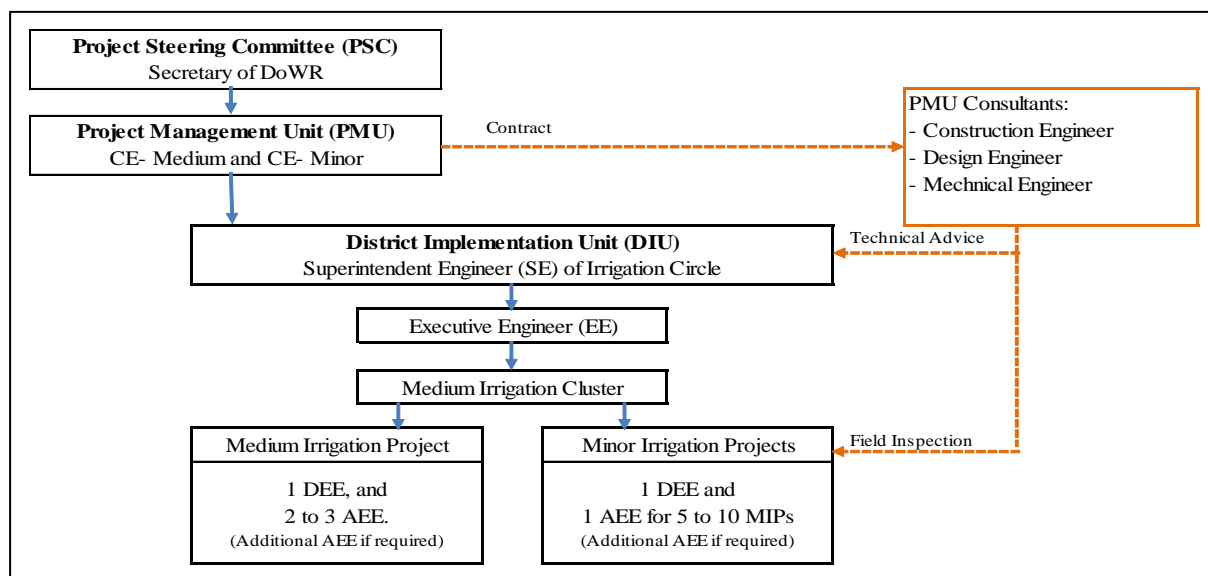 Project Steering Committee (PSC)
Secretary of DoWR
Project Management Unit (PMU)
CE- Medium and CE- Minor
Contract
PMU Consultants:
- Construction Engineer
- Design Engineer
- Mechnical Engineer
District Implementation Unit (DIU)
Superintendent Engineer (SE) of Irrigation Circle
Technical Advice
Executive Engineer (EE)
Medium Irrigation Cluster
Medium Irrigation Project
1 DEE, and
2 to 3 AEE.
(Additional AEE if required)
Minor Irrigation Projects
1 DEE and
1 AEE for 5 to 10 MIPs
(Additional AEE if required)
Field Inspection